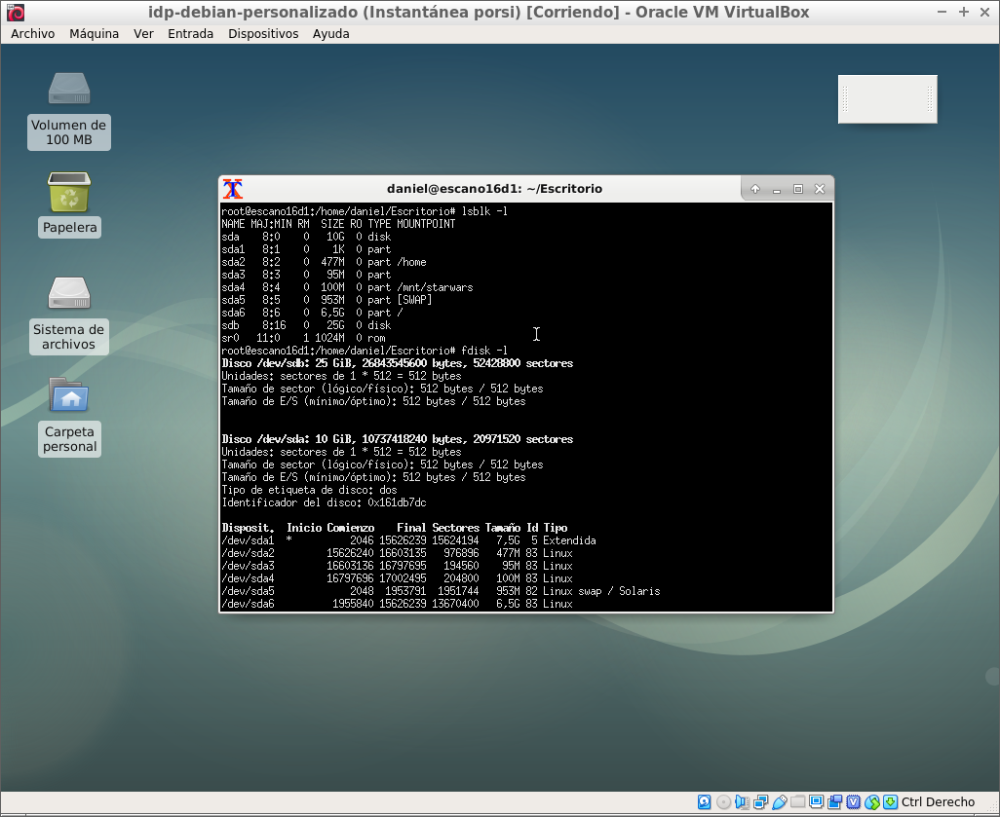 idp-debian-personalizado (Instantánea porsi) [Corriendo] - Oracle VM VirtualBox
Archivo Máquina Ver Entrada Dispositivos Ayuda
Volumen de
100 MB
Papelera
Sistema de
archivos
Carpeta
personal
daniel@escano16d1: ~/Escritorio
root@escano16d1:/home/daniel/Escritorio# lsblk -l
NAME MAJ:MIN RM   SIZE RO TYPE MOUNTPOINT
sda    8:0    0    10G  0 disk
sda1   8:1    0     1K  0 part
sda2   8:2    0   477M  0 part /home
sda3   8:3    0    95M  0 part
sda4   8:4    0   100M  0 part /mnt/starwars
sda5   8:5    0   953M  0 part [SWAP]
sda6   8:6    0   6,5G  0 part /
sdb    8:16   0    25G  0 disk
sr0   11:0    1  1024M  0 rom
root@escano16d1:/home/daniel/Escritorio# fdisk -l
Disco /dev/sdb: 25 GiB, 26843545600 bytes, 52428800 sectores
Unidades: sectores de 1 * 512 = 512 bytes
Tamaño de sector (lógico/físico): 512 bytes / 512 bytes
Tamaño de E/S (mínimo/óptimo): 512 bytes / 512 bytes
Disco /dev/sda: 10 GiB, 10737418240 bytes, 20971520 sectores
Unidades: sectores de 1 * 512 = 512 bytes
Tamaño de sector (lógico/físico): 512 bytes / 512 bytes
Tamaño de E/S (mínimo/óptimo): 512 bytes / 512 bytes
Tipo de etiqueta de disco: dos
Identificador del disco: 0x161db7dc
Disposit.  Inicio Comienzo    Final Sectores Tamaño Id Tipo
/dev/sda1  *          2046 15626239 15624194   7,5G  5 Extendida
/dev/sda2         15626240 16603135   976896   477M 83 Linux
/dev/sda3         16603136 16797695   194560    95M 83 Linux
/dev/sda4         16797696 17002495   204800   100M 83 Linux
/dev/sda5             2048  1953791  1951744   953M 82 Linux swap / Solaris
/dev/sda6          1955840 15626239 13670400   6,5G 83 Linux
Ctrl Derecho